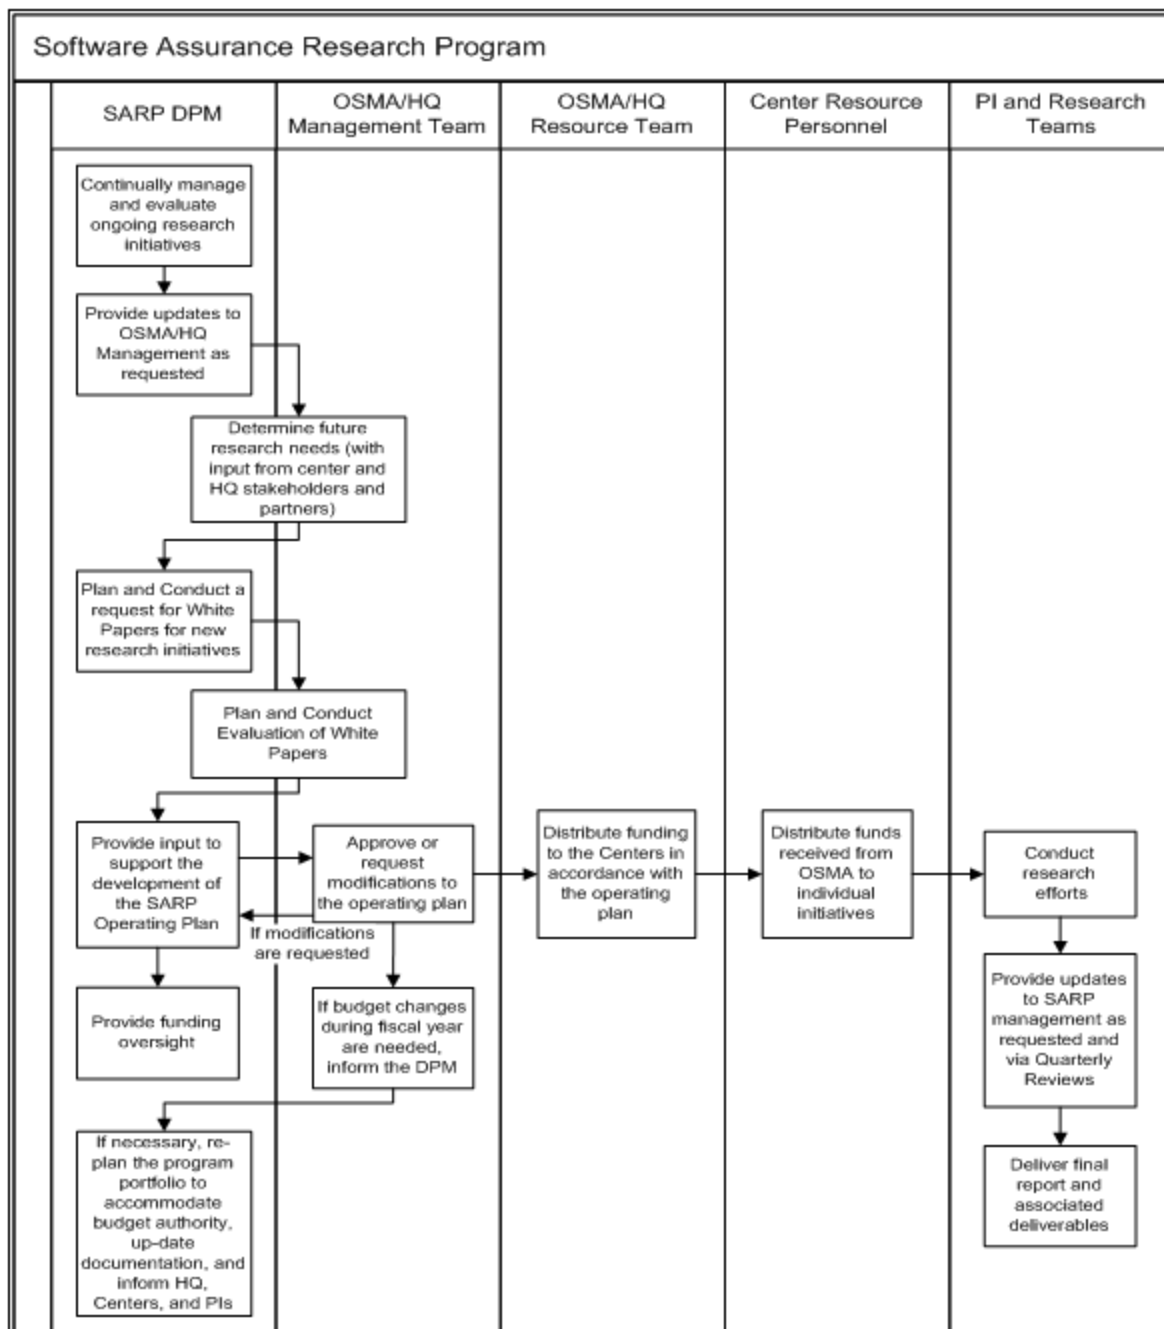 Software Assurance Research Program
SARP DPM
OSMA/HQ
Management Team
OSMA/HQ
Resource Team
Center Resource
Personnel
PI and Research
Teams
Continually manage
and evaluate
ongoing research
initiatives
Provide updates to
OSMA/HQ
Management as
requested
Determine future
research needs (with
input from center and
HQ stakeholders and
partners)
Plan and Conduct a
request for White
Papers for new
research initiatives
Plan and Conduct
Evaluation of White
Papers
Provide input to
support the
development of
the SARP
Operating Plan
Approve or
request
modifications to
the operating plan
If modifications
are requested
Distribute funding
to the Centers in
accordance with
the operating
plan
Distribute funds
received from
OSMA to
individual
initiatives
Conduct
research
efforts
Provide funding
oversight
If budget changes
during fiscal year
are needed,
inform the DPM
Provide updates
to SARP
management as
requested and
via Quarterly
Reviews
If necessary, re-
plan the program
portfolio to
accommodate
budget authority,
up-date
documentation, and
inform HQ,
Centers, and PIs
Deliver final
report and
associated
deliverables